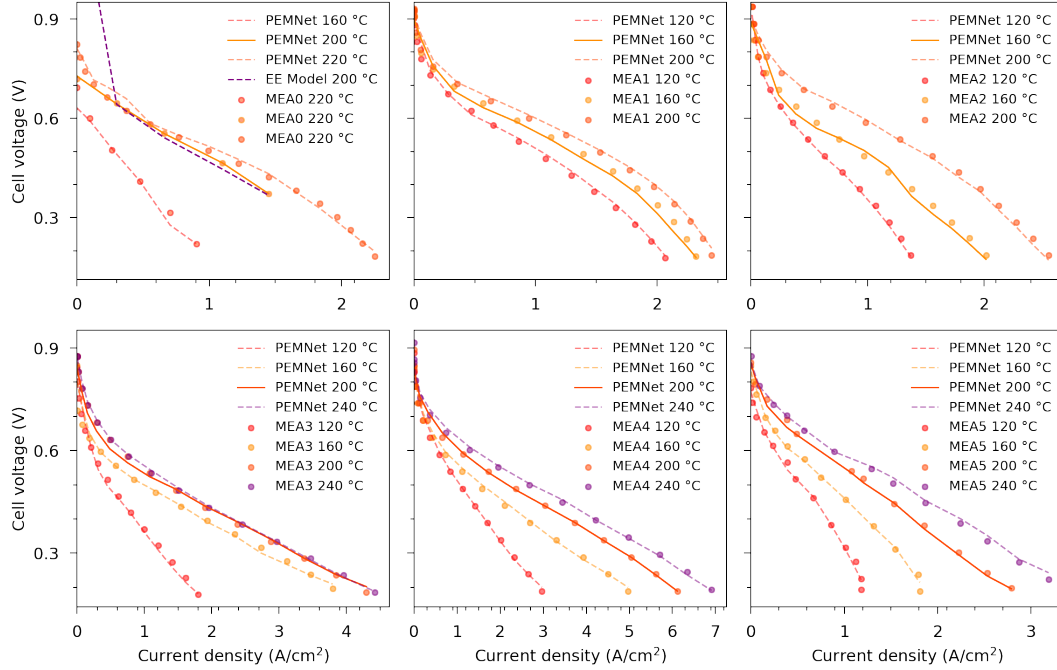 Cell voltage (V)
0.9
0.6
0.3
0
1
2
PEMNet 160 °C
PEMNet 200 °C
PEMNet 220 °C
EE Model 200 °C
MEA0 220 °C
MEA0 220 °C
MEA0 220 °C
0
1
2
PEMNet 120 °C
PEMNet 160 °C
PEMNet 200 °C
MEA1 120 °C
MEA1 160 °C
MEA1 200 °C
0
1
2
PEMNet 120 °C
PEMNet 160 °C
PEMNet 200 °C
MEA2 120 °C
MEA2 160 °C
MEA2 200 °C
Cell voltage (V)
0.9
0.6
0.3
0
1
2
3
4
Current density (A/cm²)
PEMNet 120 °C
PEMNet 160 °C
PEMNet 200 °C
PEMNet 240 °C
MEA3 120 °C
MEA3 160 °C
MEA3 200 °C
MEA3 240 °C
0
1
2
3
4
5
6
7
Current density (A/cm²)
PEMNet 120 °C
PEMNet 160 °C
PEMNet 200 °C
PEMNet 240 °C
MEA4 120 °C
MEA4 160 °C
MEA4 200 °C
MEA4 240 °C
0
1
2
3
Current density (A/cm²)
PEMNet 120 °C
PEMNet 160 °C
PEMNet 200 °C
PEMNet 240 °C
MEA5 120 °C
MEA5 160 °C
MEA5 200 °C
MEA5 240 °C